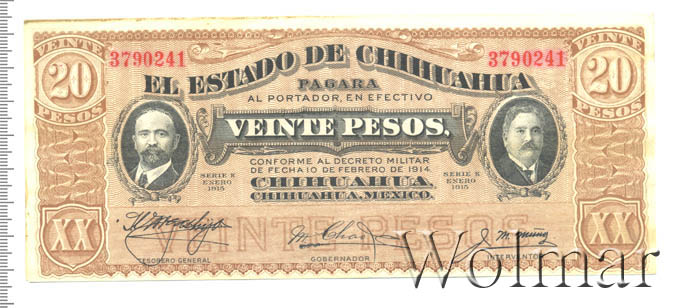 VEINTE
20
PESOS
3790241
3790241
VEINTE
20
PESOS
EL ESTADO DE CHIHUAHUA
PAGARA
AL PORTADOR, EN EFECTIVO
VEINTE PESOS.
CONFORME AL DECRETO MILITAR
DE FECHA 10 DE FEBRERO DE 1914.
CHIHUAHUA.
CHIHUAHUA, MEXICO.
SERIE K
ENERO
1915
SERIE K
ENERO
1915
XX
VEINTE PESOS
XX
TESORERO GENERAL
GOBERNADOR
INTERVENTOR
Wolmar